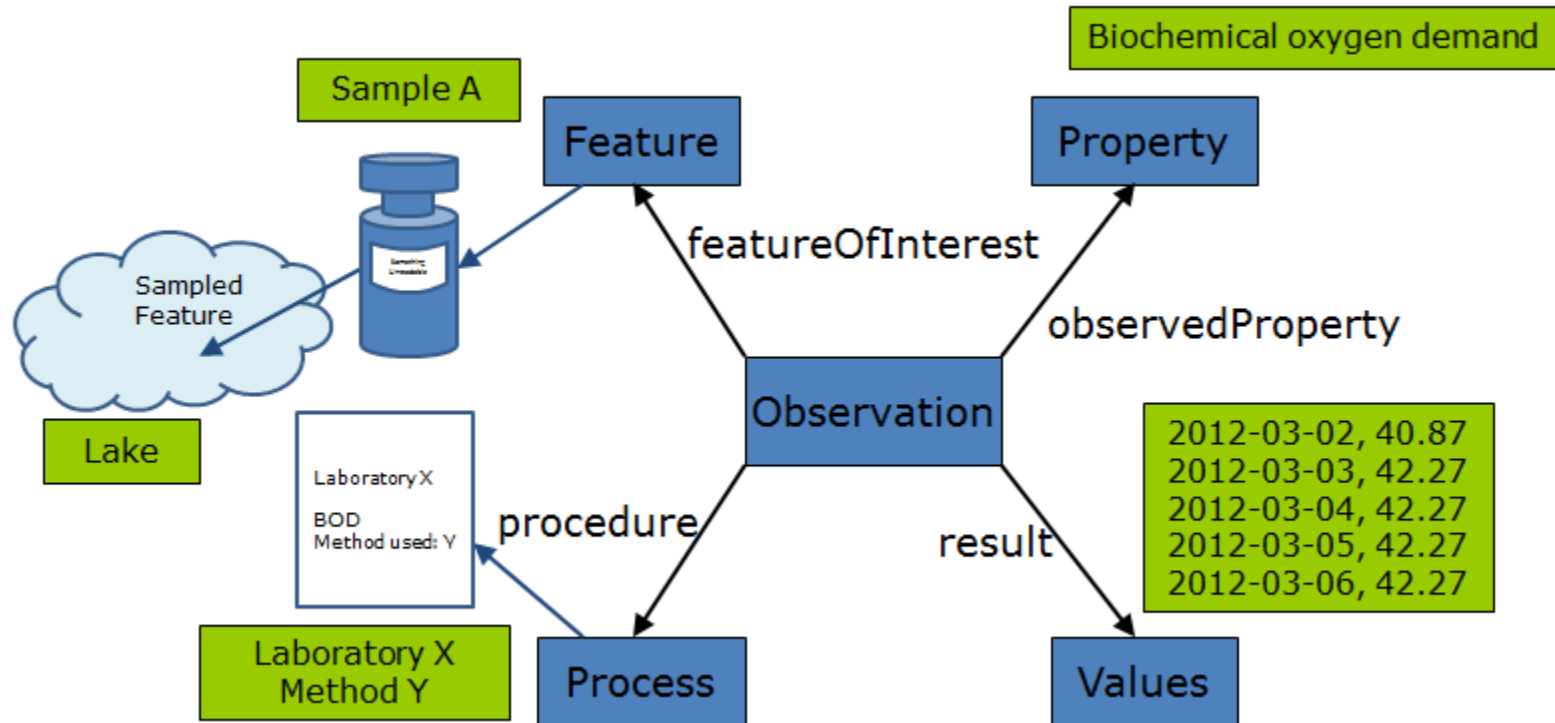 Biochemical oxygen demand
Sample A
Feature
Property
Something
Unreadable
featureOfInterest
Sampled
Feature
observedProperty
Observation
Lake
2012-03-02, 40.87
2012-03-03, 42.27
2012-03-04, 42.27
2012-03-05, 42.27
2012-03-06, 42.27
Laboratory X
BOD
Method used: Y
procedure
result
Laboratory X
Method Y
Process
Values